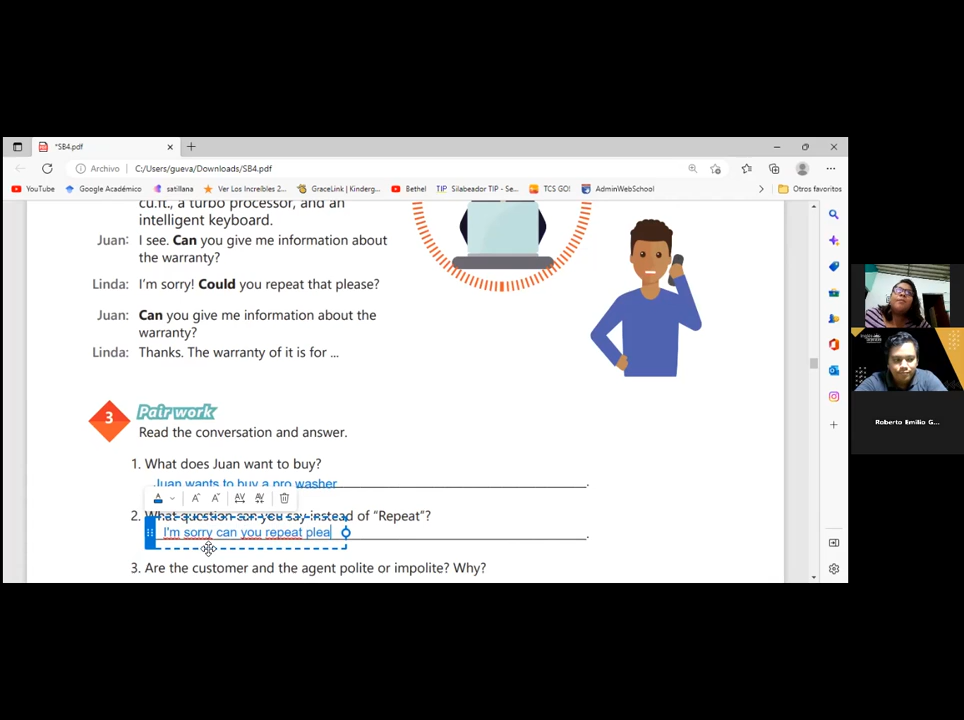 *SB4.pdf
Archivo
C:/Users/gueva/Downloads/SB4.pdf
YouTube
Google Académico
satillana
Ver Los Increíbles 2...
GraceLink | Kinderg...
Bethel
TIP Silabeador TIP - Se...
TCS GO!
AdminWebSchool
Otros favoritos
cu.ft., a turbo processor, and an
intelligent keyboard.
Juan: I see. Can you give me information about
the warranty?
Linda: I'm sorry! Could you repeat that please?
Juan: Can you give me information about the
warranty?
Linda: Thanks. The warranty of it is for ...
3 Pair work
Read the conversation and answer.
1. What does Juan want to buy?
Juan wants to buy a pro washer
2. What question can you say instead of "Repeat"?
I'm sorry can you repeat plea
3. Are the customer and the agent polite or impolite? Why?
Roberto Emilio G...